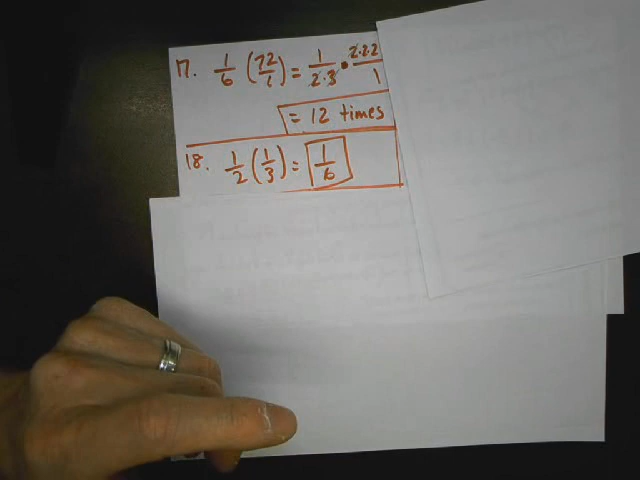 17. 1/6 (72/1) = 1/2·3 · 2·2·2/1
= 12 times
18. 1/2 (1/3) = 1/6